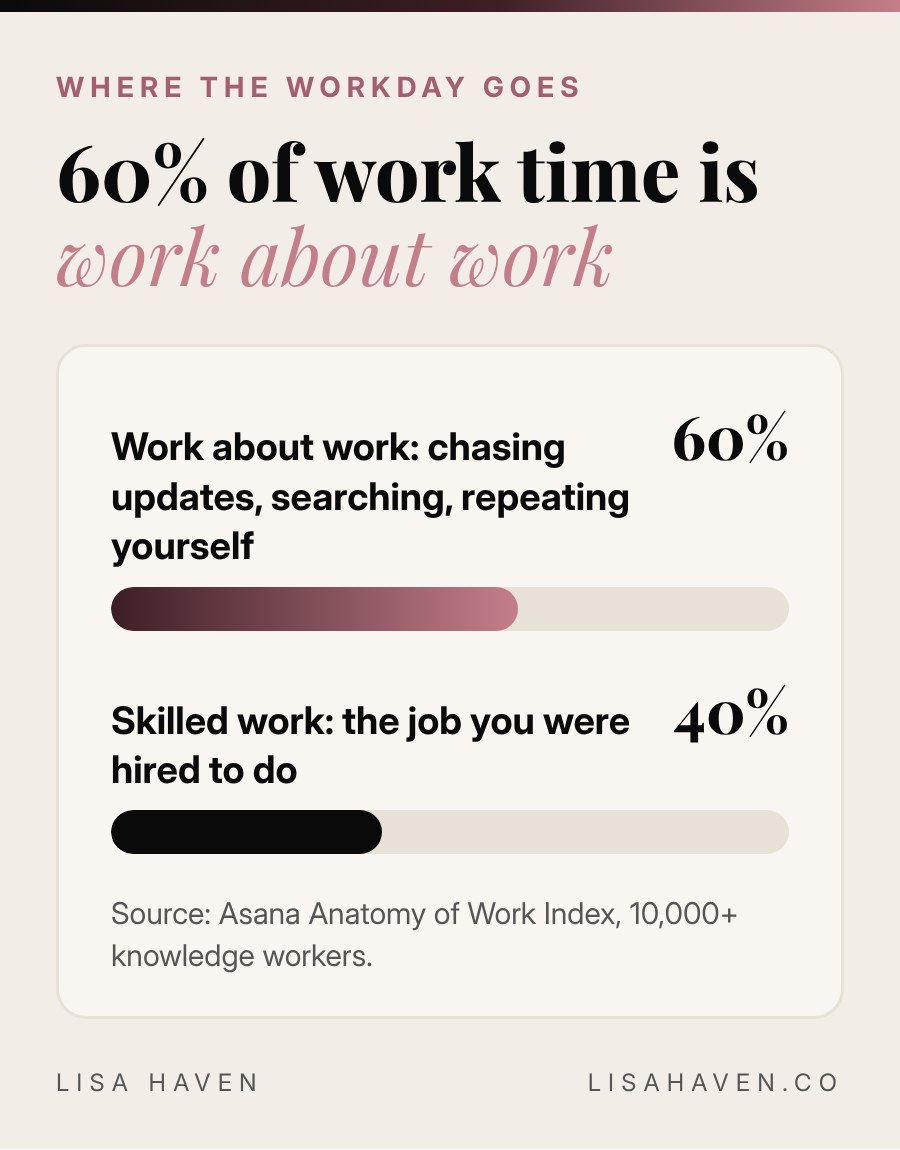 WHERE THE WORKDAY GOES
60% of work time is
work about work
Work about work: chasing
updates, searching, repeating
yourself
60%
Skilled work: the job you were
hired to do
40%
Source: Asana Anatomy of Work Index, 10,000+
knowledge workers.
LISA HAVEN
LISAHAVEN.CO